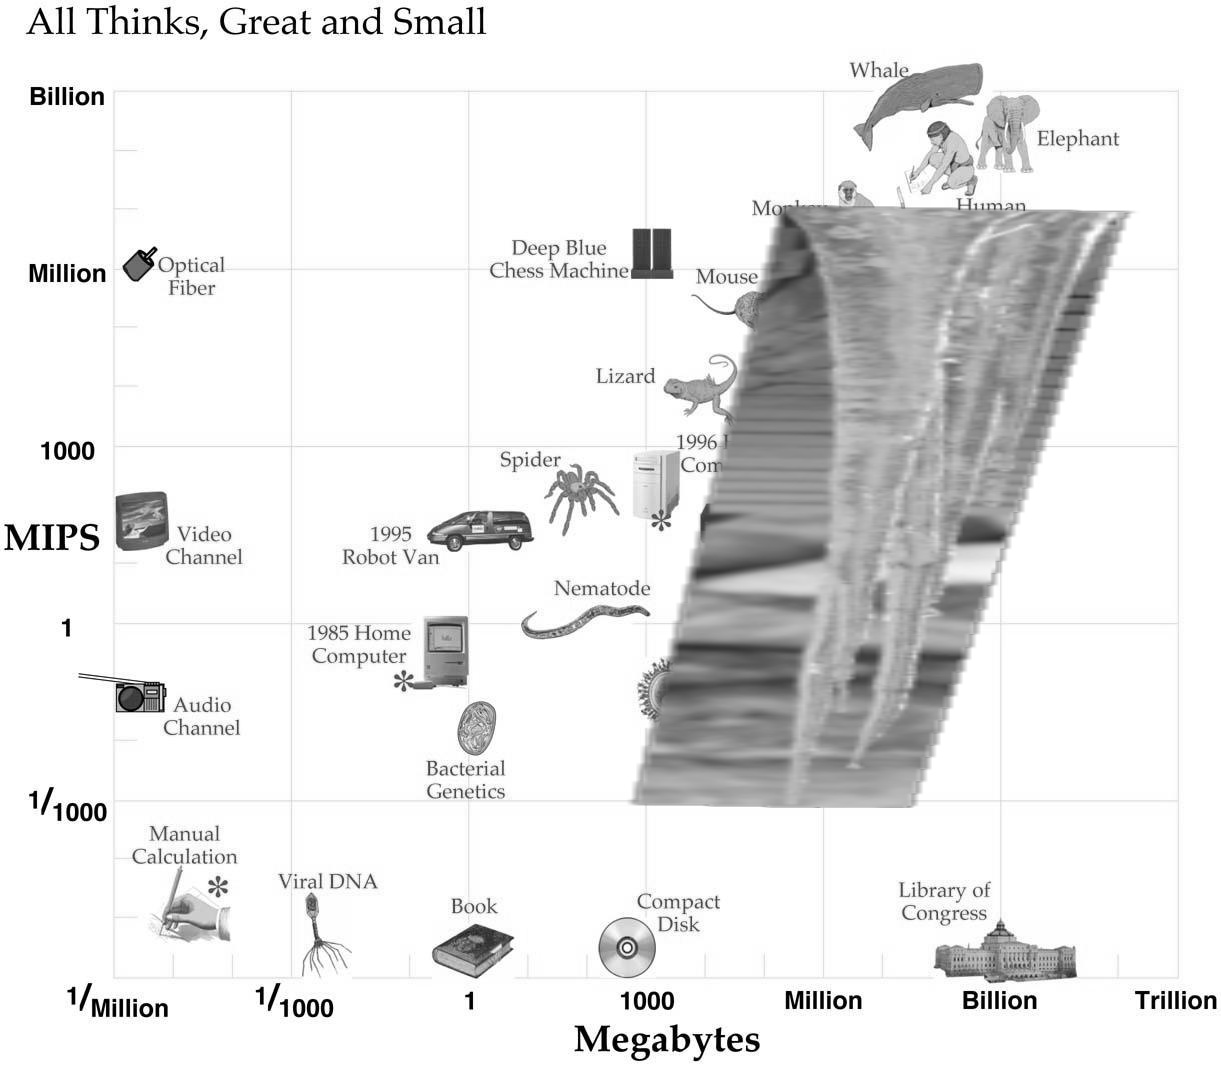 All Thinks, Great and Small
Whale
Billion
Elephant
Human
Deep Blue
Chess Machine
Optical
Fiber
Million
Mouse
Lizard
1996
1000
Spider
MIPS
Video
Channel
1995
Robot Van
Nematode
1
1985 Home
Computer
*
*
Audio
Channel
Bacterial
Genetics
1/1000
Manual
Calculation
*
Viral DNA
Book
Compact
Disk
Library of
Congress
1/Million
1/1000
1
1000
Million
Billion
Trillion
Megabytes